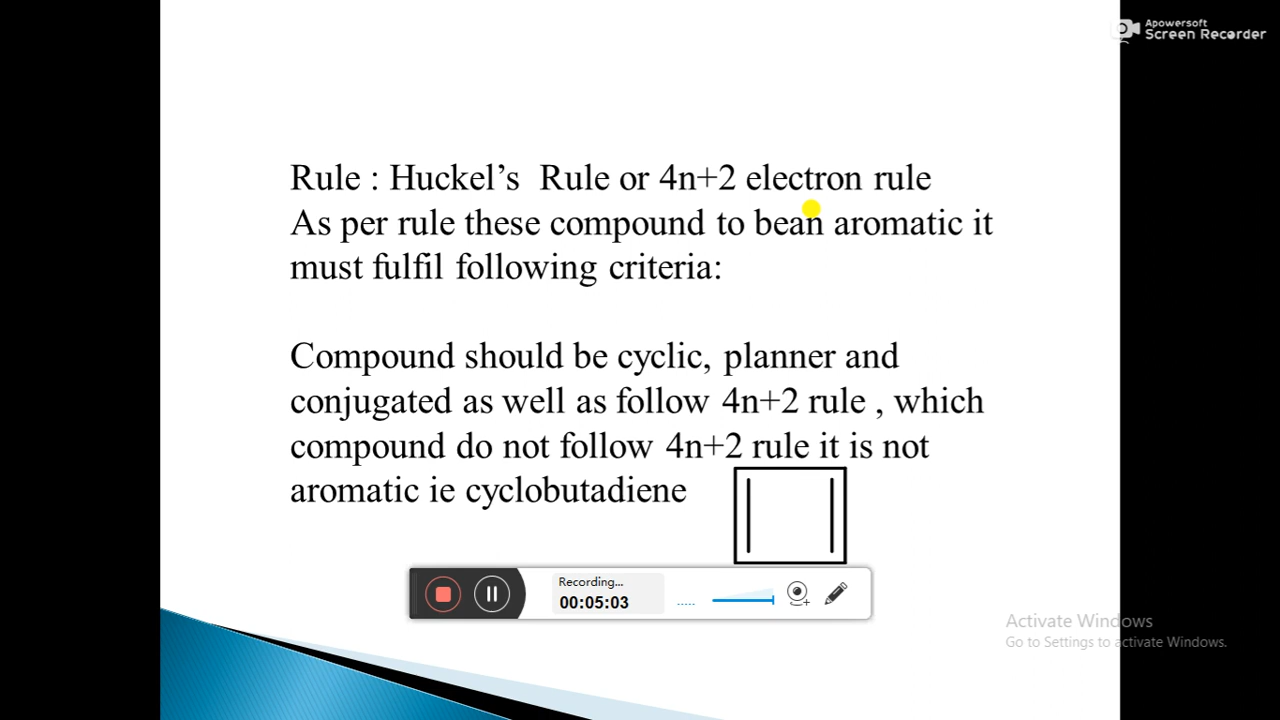 Apowersoft
Screen Recorder
Rule : Huckel’s Rule or 4n+2 electron rule
As per rule these compound to bean aromatic it
must fulfil following criteria:
Compound should be cyclic, planner and
conjugated as well as follow 4n+2 rule , which
compound do not follow 4n+2 rule it is not
aromatic ie cyclobutadiene
Recording...
00:05:03
Activate Windows
Go to Settings to activate Windows.